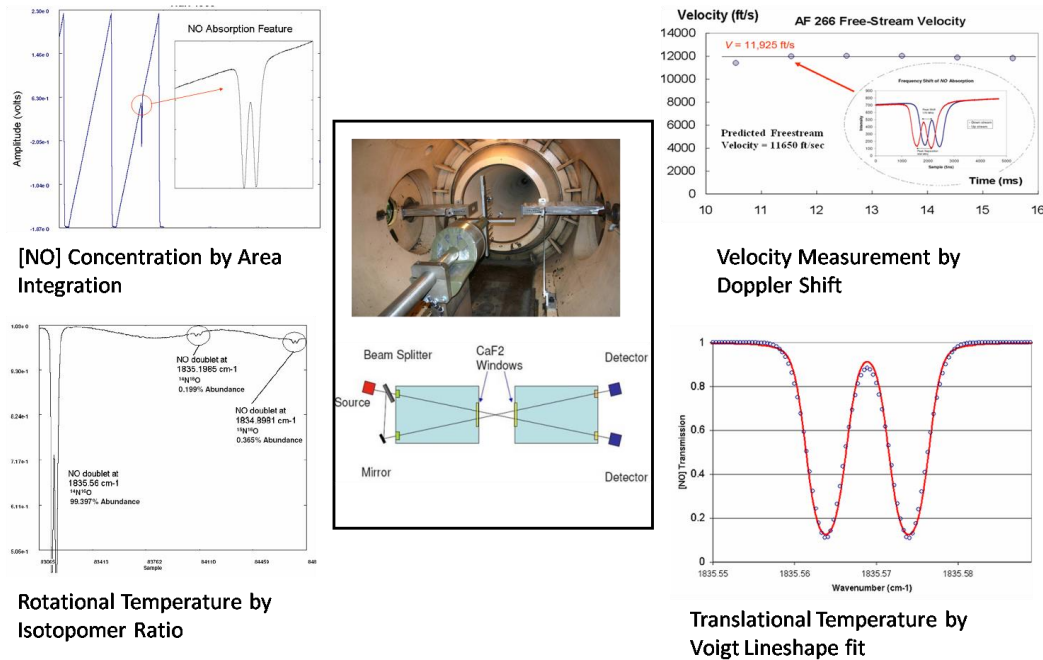 2.30e 0
1.46e 0
6.30e-1
-2.05e-1
-1.04e 0
-1.87e 0
Amplitude (volts)
NO Absorption Feature
[NO] Concentration by Area
Integration
Velocity (ft/s)
AF 266 Free-Stream Velocity
14000
12000
10000
8000
6000
4000
2000
0
V = 11,925 ft/s
Predicted Freestream
Velocity = 11650 ft/sec
Frequency Shift of NO Absorption
Time (ms)
10
11
12
13
14
15
16
Velocity Measurement by
Doppler Shift
Beam Splitter
CaF2
Windows
Detector
Source
Mirror
Detector
1.03e 0
9.30e-1
8.24e-1
7.17e-1
6.11e-1
5.05e-1
NO doublet at
1835.1985 cm-1
0.199% Abundance
NO doublet at
1834.8981 cm-1
0.365% Abundance
NO doublet at
1835.56 cm-1
¹⁴N¹⁶O
99.397% Abundance
83415
83762
84110
84459
Sample
Rotational Temperature by
Isotopomer Ratio
[NO] Transmission
1
0.8
0.6
0.4
0.2
0
1835.55
1835.56
1835.57
1835.58
Wavenumber (cm-1)
Translational Temperature by
Voigt Lineshape fit